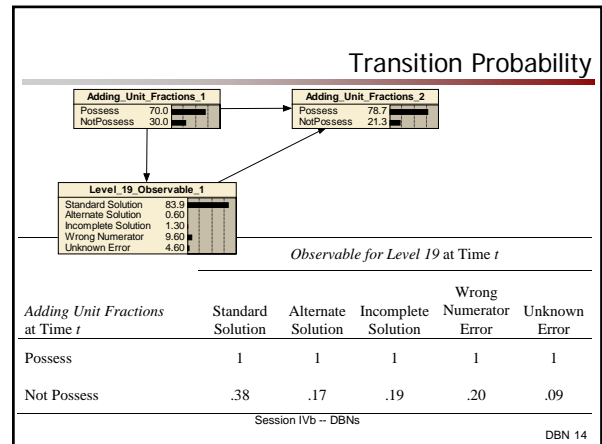 Transition Probability
Adding_Unit_Fractions_1
Possess 70.0
NotPossess 30.0
Adding_Unit_Fractions_2
Possess 78.7
NotPossess 21.3
Level_19_Observable_1
Standard Solution 83.9
Alternate Solution 0.60
Incomplete Solution 1.30
Wrong Numerator 9.60
Unknown Error 4.60
Observable for Level 19 at Time t
Adding Unit Fractions
at Time t
Standard
Solution
Alternate
Solution
Incomplete
Solution
Wrong
Numerator
Error
Unknown
Error
Possess 1 1 1 1 1
Not Possess .38 .17 .19 .20 .09
Session IVb -- DBNs
DBN 14